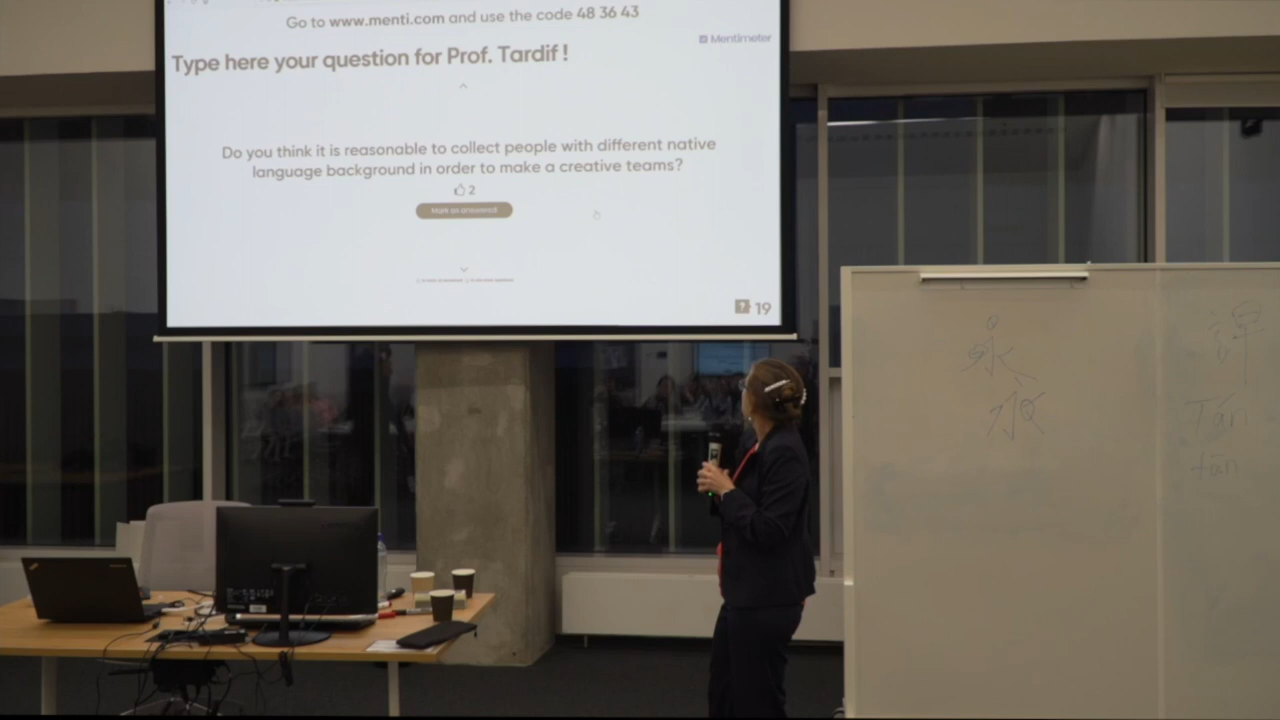 Go to www.menti.com and use the code 48 36 43
Mentimeter
Type here your question for Prof. Tardif !
Do you think it is reasonable to collect people with different native
language background in order to make a creative teams?
2
Mark as answered!
19
永
Tán
tán